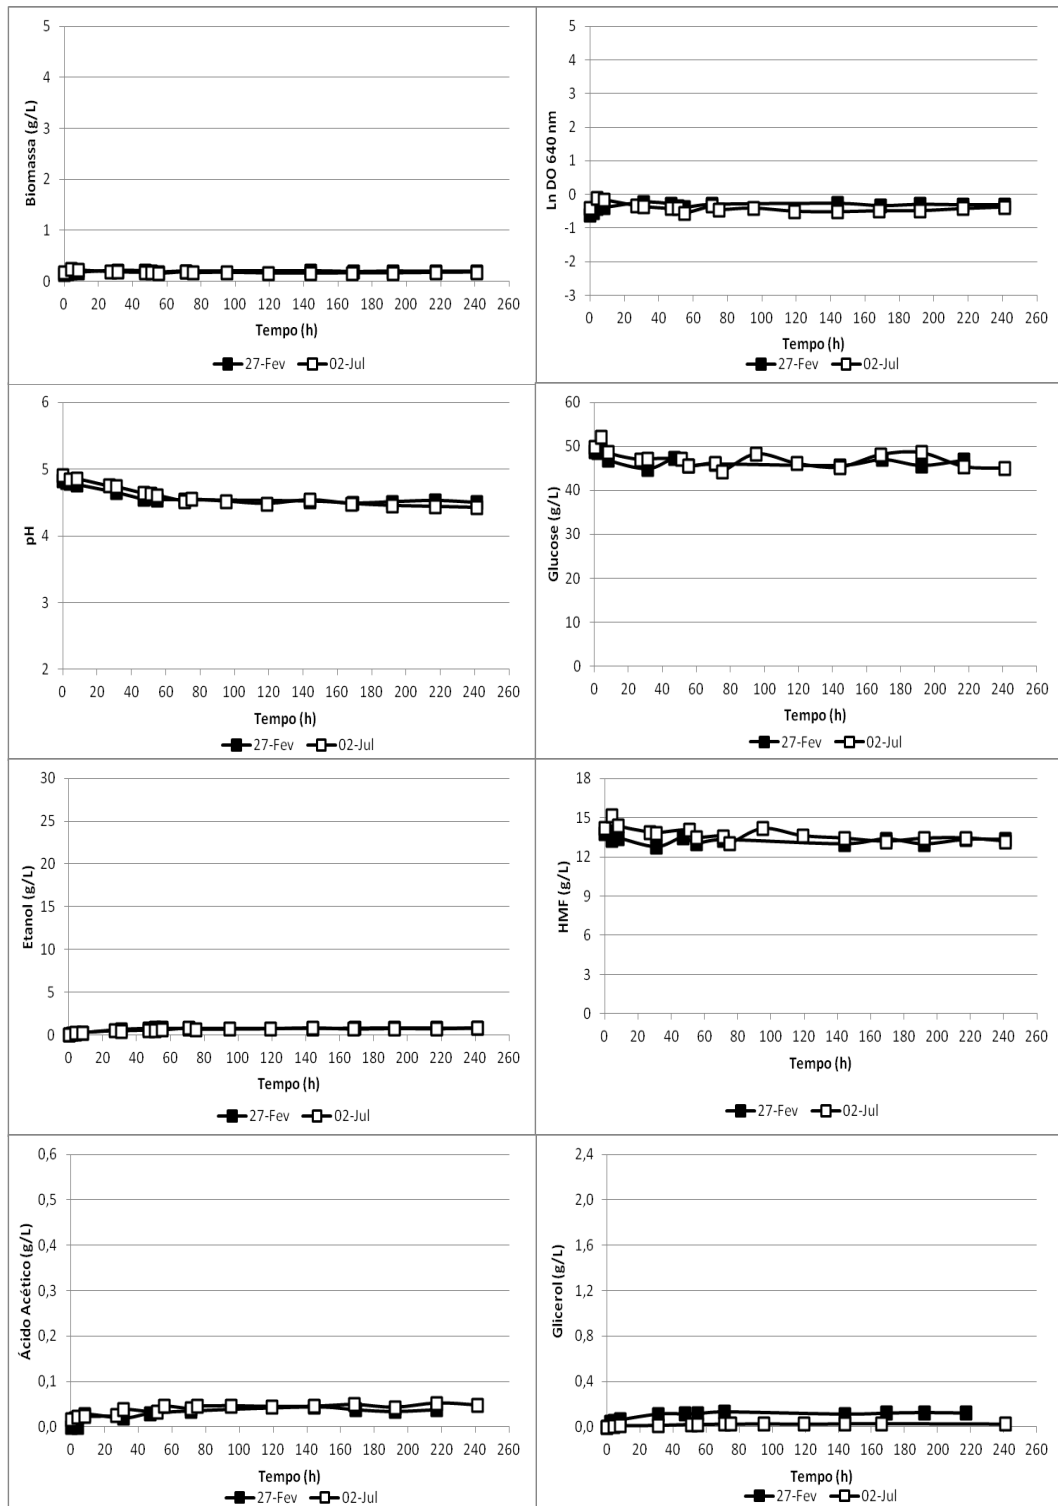 Biomassa (g/L)
5
4
3
2
1
0
0 20 40 60 80 100 120 140 160 180 200 220 240 260
Tempo (h)
27-Fev 02-Jul
Ln DO 640 nm
5
4
3
2
1
0
-1
-2
-3
0 20 40 60 80 100 120 140 160 180 200 220 240 260
Tempo (h)
27-Fev 02-Jul
pH
6
5
4
3
2
0 20 40 60 80 100 120 140 160 180 200 220 240 260
Tempo (h)
27-Fev 02-Jul
Glucose (g/L)
60
50
40
30
20
10
0
0 20 40 60 80 100 120 140 160 180 200 220 240 260
Tempo (h)
27-Fev 02-Jul
Etanol (g/L)
30
25
20
15
10
5
0
0 20 40 60 80 100 120 140 160 180 200 220 240 260
Tempo (h)
27-Fev 02-Jul
HMF (g/L)
18
15
12
9
6
3
0
0 20 40 60 80 100 120 140 160 180 200 220 240 260
Tempo (h)
27-Fev 02-Jul
Ácido Acético (g/L)
0,6
0,5
0,4
0,3
0,2
0,1
0,0
0 20 40 60 80 100 120 140 160 180 200 220 240 260
Tempo (h)
27-Fev 02-Jul
Glicerol (g/L)
2,4
2,0
1,6
1,2
0,8
0,4
0,0
0 20 40 60 80 100 120 140 160 180 200 220 240 260
Tempo (h)
27-Fev 02-Jul